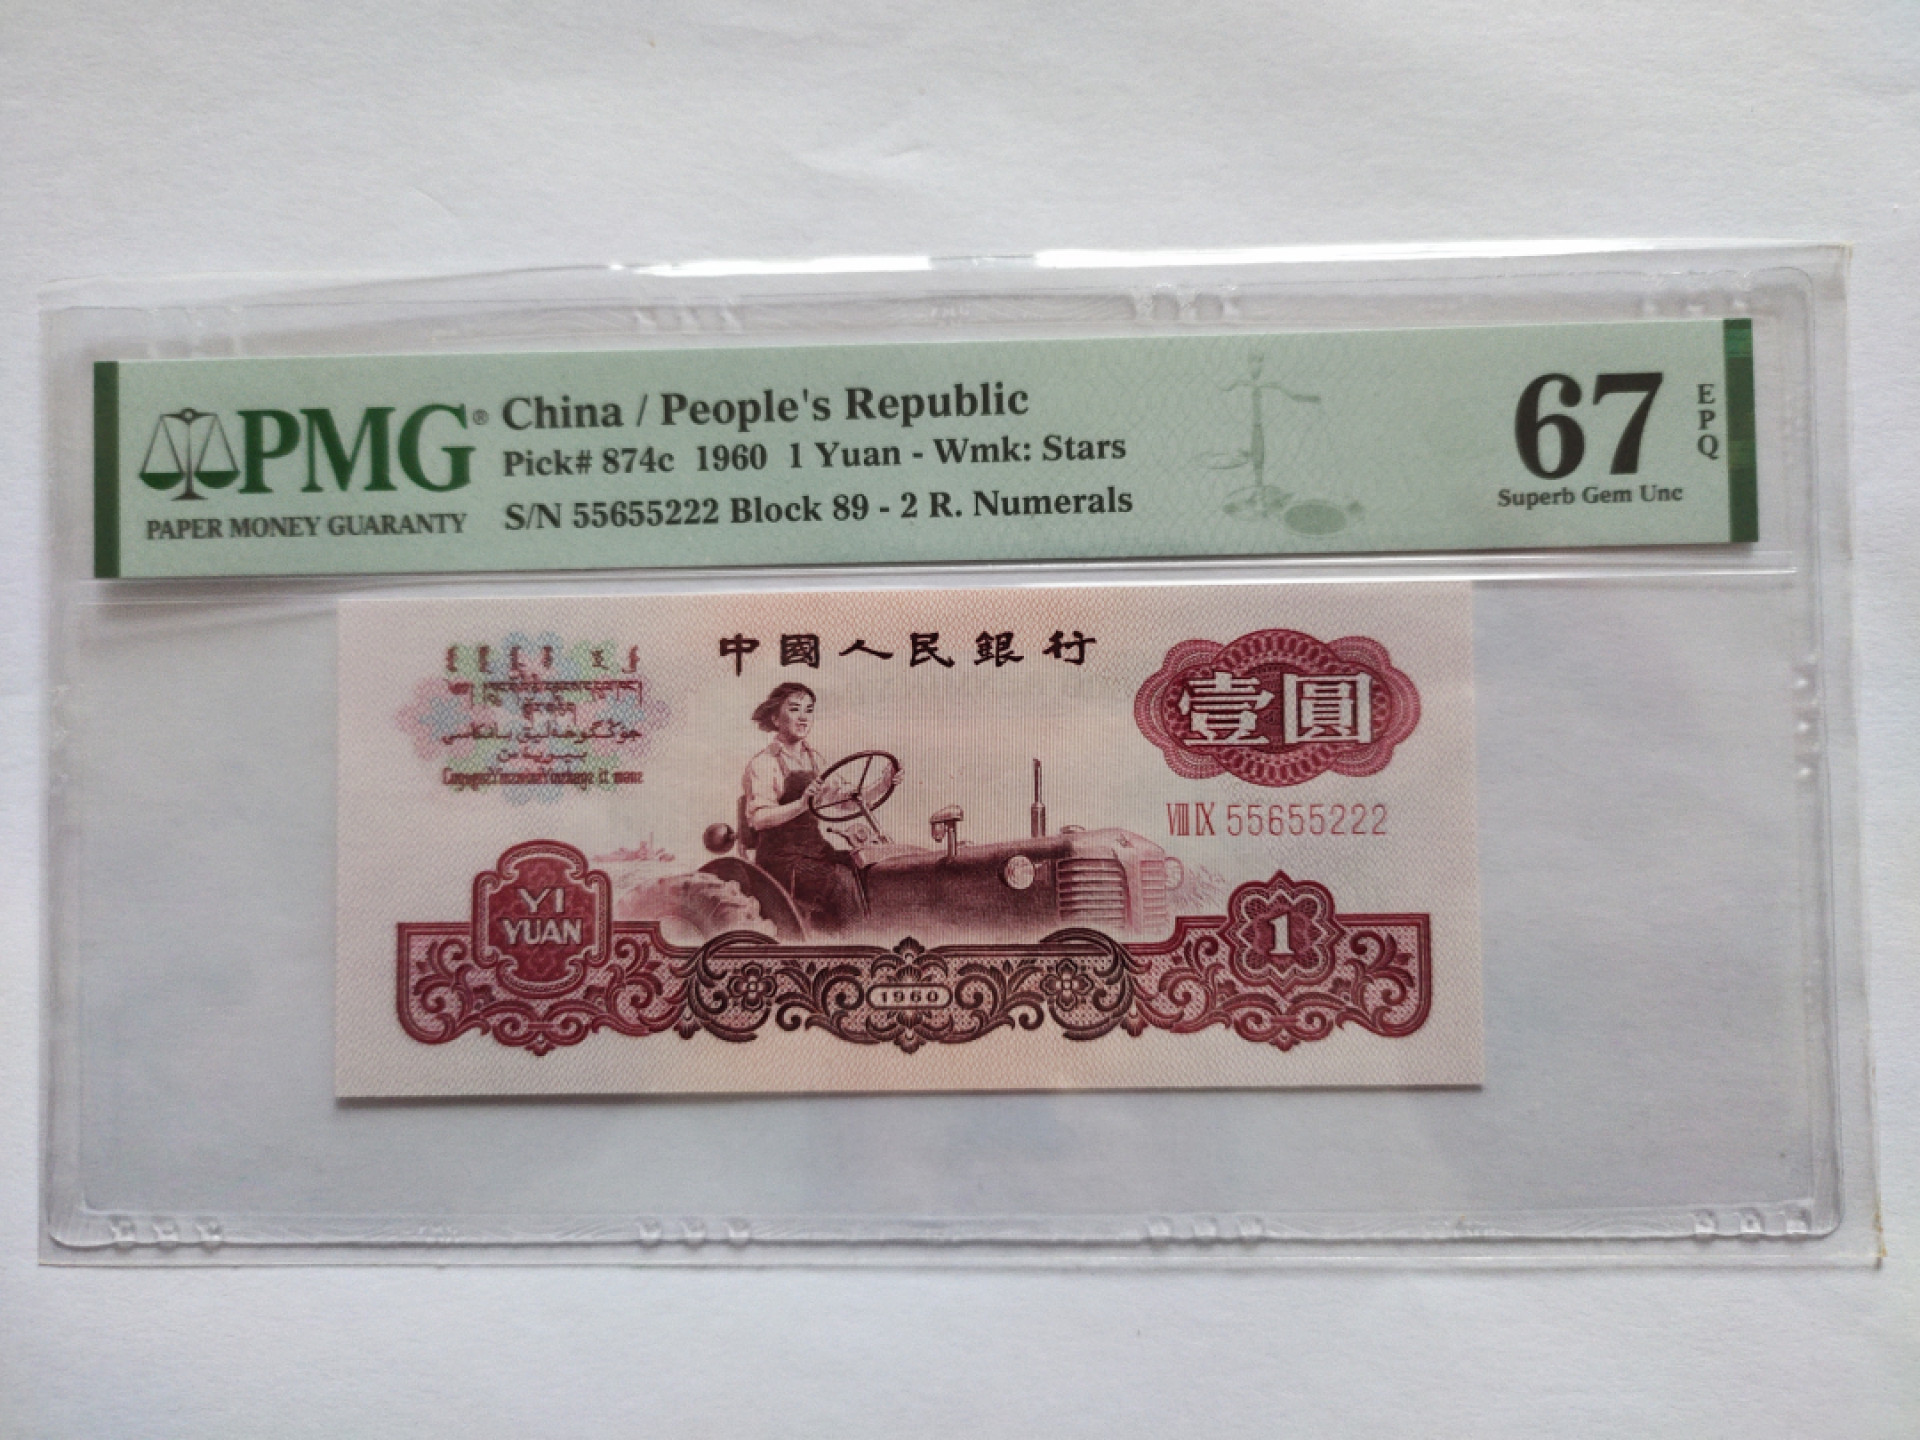 PMG®
PAPER MONEY GUARANTY
China / People's Republic
Pick# 874c 1960 1 Yuan - Wmk: Stars
S/N 55655222 Block 89 - 2 R. Numerals
67
EPQ
Superb Gem Unc
中國人民銀行
壹圓
VIII IX 55655222
YI
YUAN
1
1960